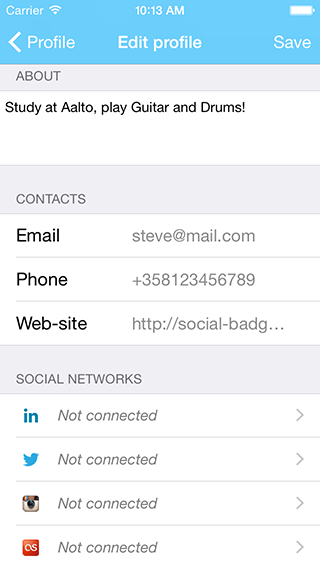 Carrier 10:13 AM
Profile Edit profile Save
ABOUT
Study at Aalto, play Guitar and Drums!
CONTACTS
Email steve@mail.com
Phone +358123456789
Web-site http://social-badg...
SOCIAL NETWORKS
in Not connected
Not connected
Not connected
as Not connected